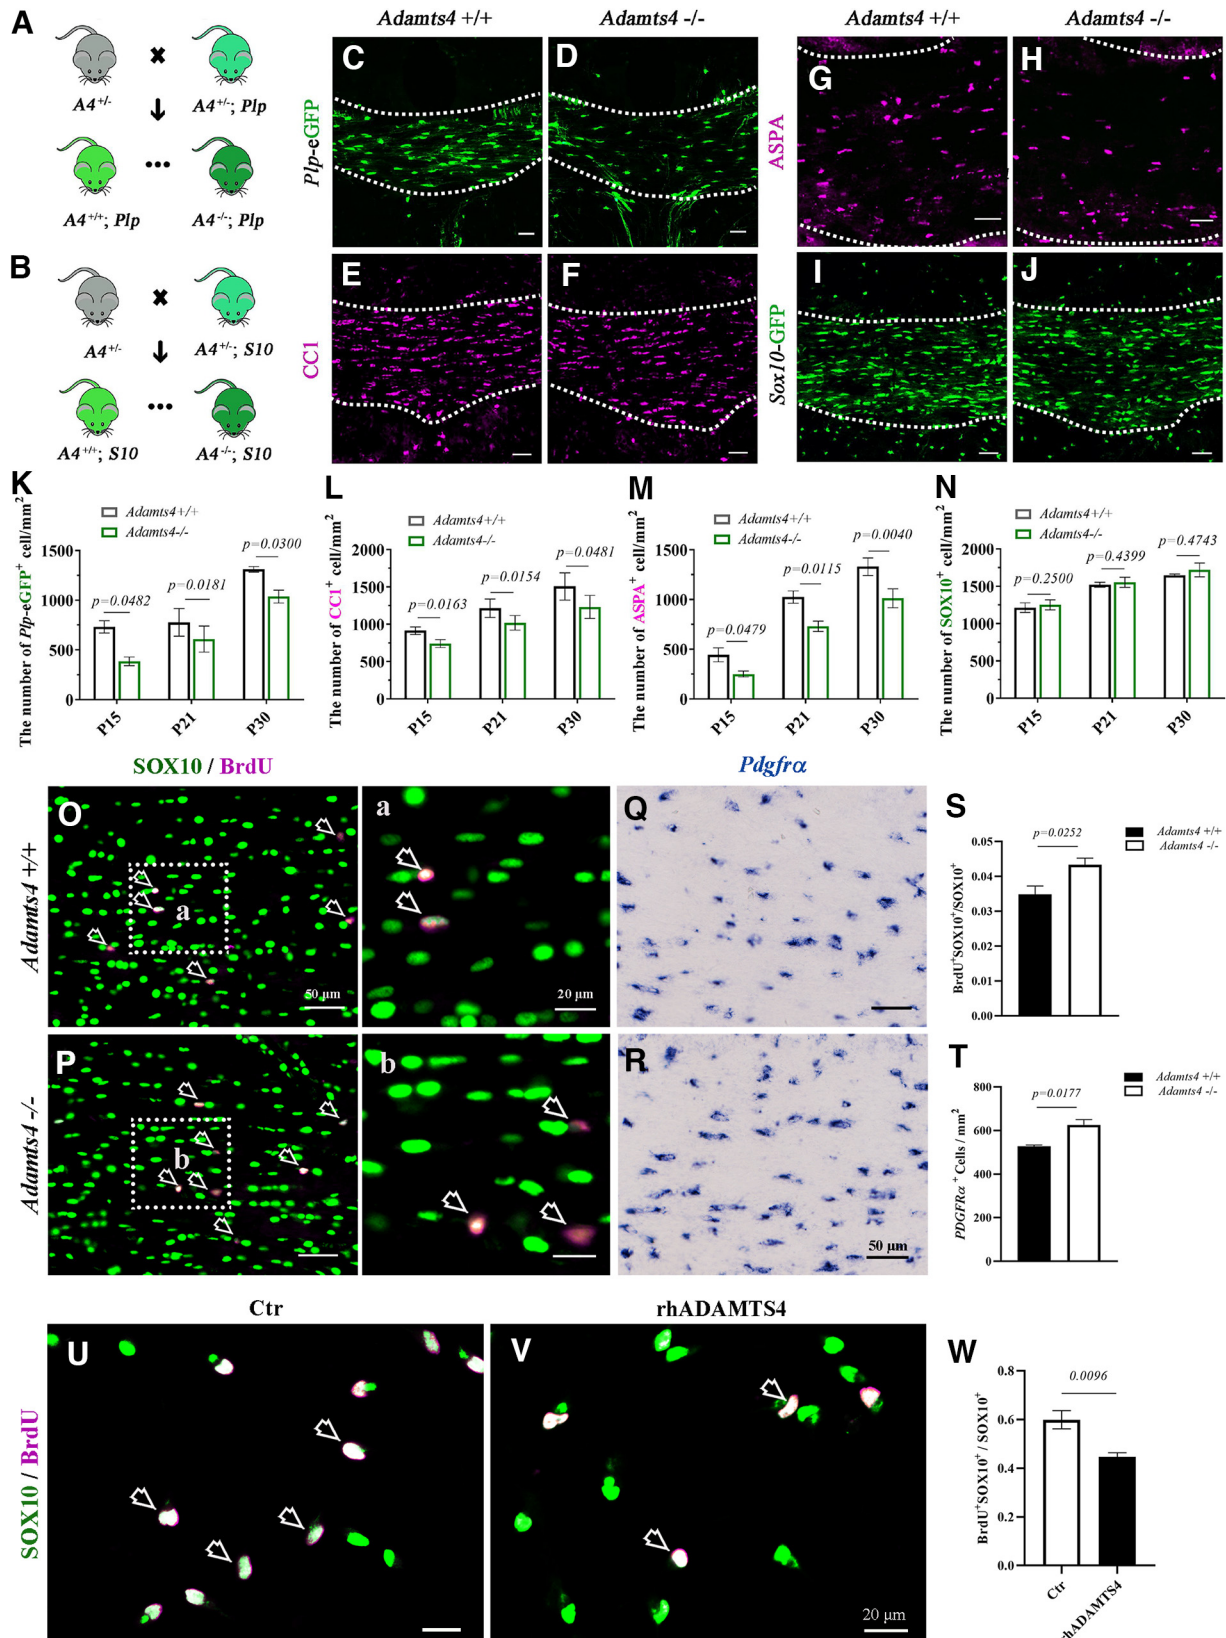 A
A4+/-
A4+/-; Plp
A4+/+; Plp
A4-/-; Plp
B
A4+/-
A4+/-; S10
A4+/+; S10
A4-/-; S10
Adamts4 +/+
Adamts4 -/-
Adamts4 +/+
Adamts4 -/-
Plp-eGFP
C
D
CC1
E
F
ASPA
G
H
Sox10-GFP
I
J
K
Adamts4+/+
Adamts4-/-
The number of Plp-eGFP+ cell/mm2
1500
1000
500
0
p=0.0482
p=0.0181
p=0.0300
P15
P21
P30
L
Adamts4+/+
Adamts4-/-
The number of CC1+ cell/mm2
2000
1500
1000
500
0
p=0.0163
p=0.0154
p=0.0481
P15
P21
P30
M
Adamts4+/+
Adamts4-/-
The number of ASPA+ cell/mm2
1500
1000
500
0
p=0.0479
p=0.0115
p=0.0040
P15
P21
P30
N
Adamts4+/+
Adamts4-/-
The number of SOX10+ cell/mm2
2000
1500
1000
500
0
p=0.2500
p=0.4399
p=0.4743
P15
P21
P30
SOX10 / BrdU
Pdgfrα
Adamts4 +/+
O
a
50 μm
a
20 μm
Q
Adamts4 -/-
P
b
b
R
50 μm
S
Adamts4 +/+
Adamts4 -/-
BrdU+SOX10+/SOX10+
0.05
0.04
0.03
0.02
0.01
0.00
p=0.0252
T
Adamts4 +/+
Adamts4 -/-
PDGFRα + Cells / mm2
800
600
400
200
0
p=0.0177
Ctr
rhADAMTS4
SOX10 / BrdU
U
V
20 μm
W
BrdU+SOX10+ / SOX10+
0.8
0.6
0.4
0.2
0.0
0.0096
Ctr
rhADAMTS4